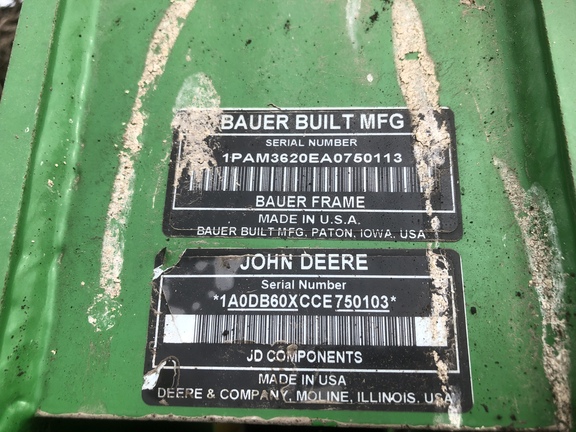 BAUER BUILT MFG
SERIAL NUMBER
1PAM3620EA0750113
BAUER FRAME
MADE IN U.S.A.
BAUER BUILT MFG, PATON, IOWA, USA
JOHN DEERE
Serial Number
*1A0DB60XCCE750103*
JD COMPONENTS
MADE IN USA
DEERE & COMPANY, MOLINE, ILLINOIS, USA